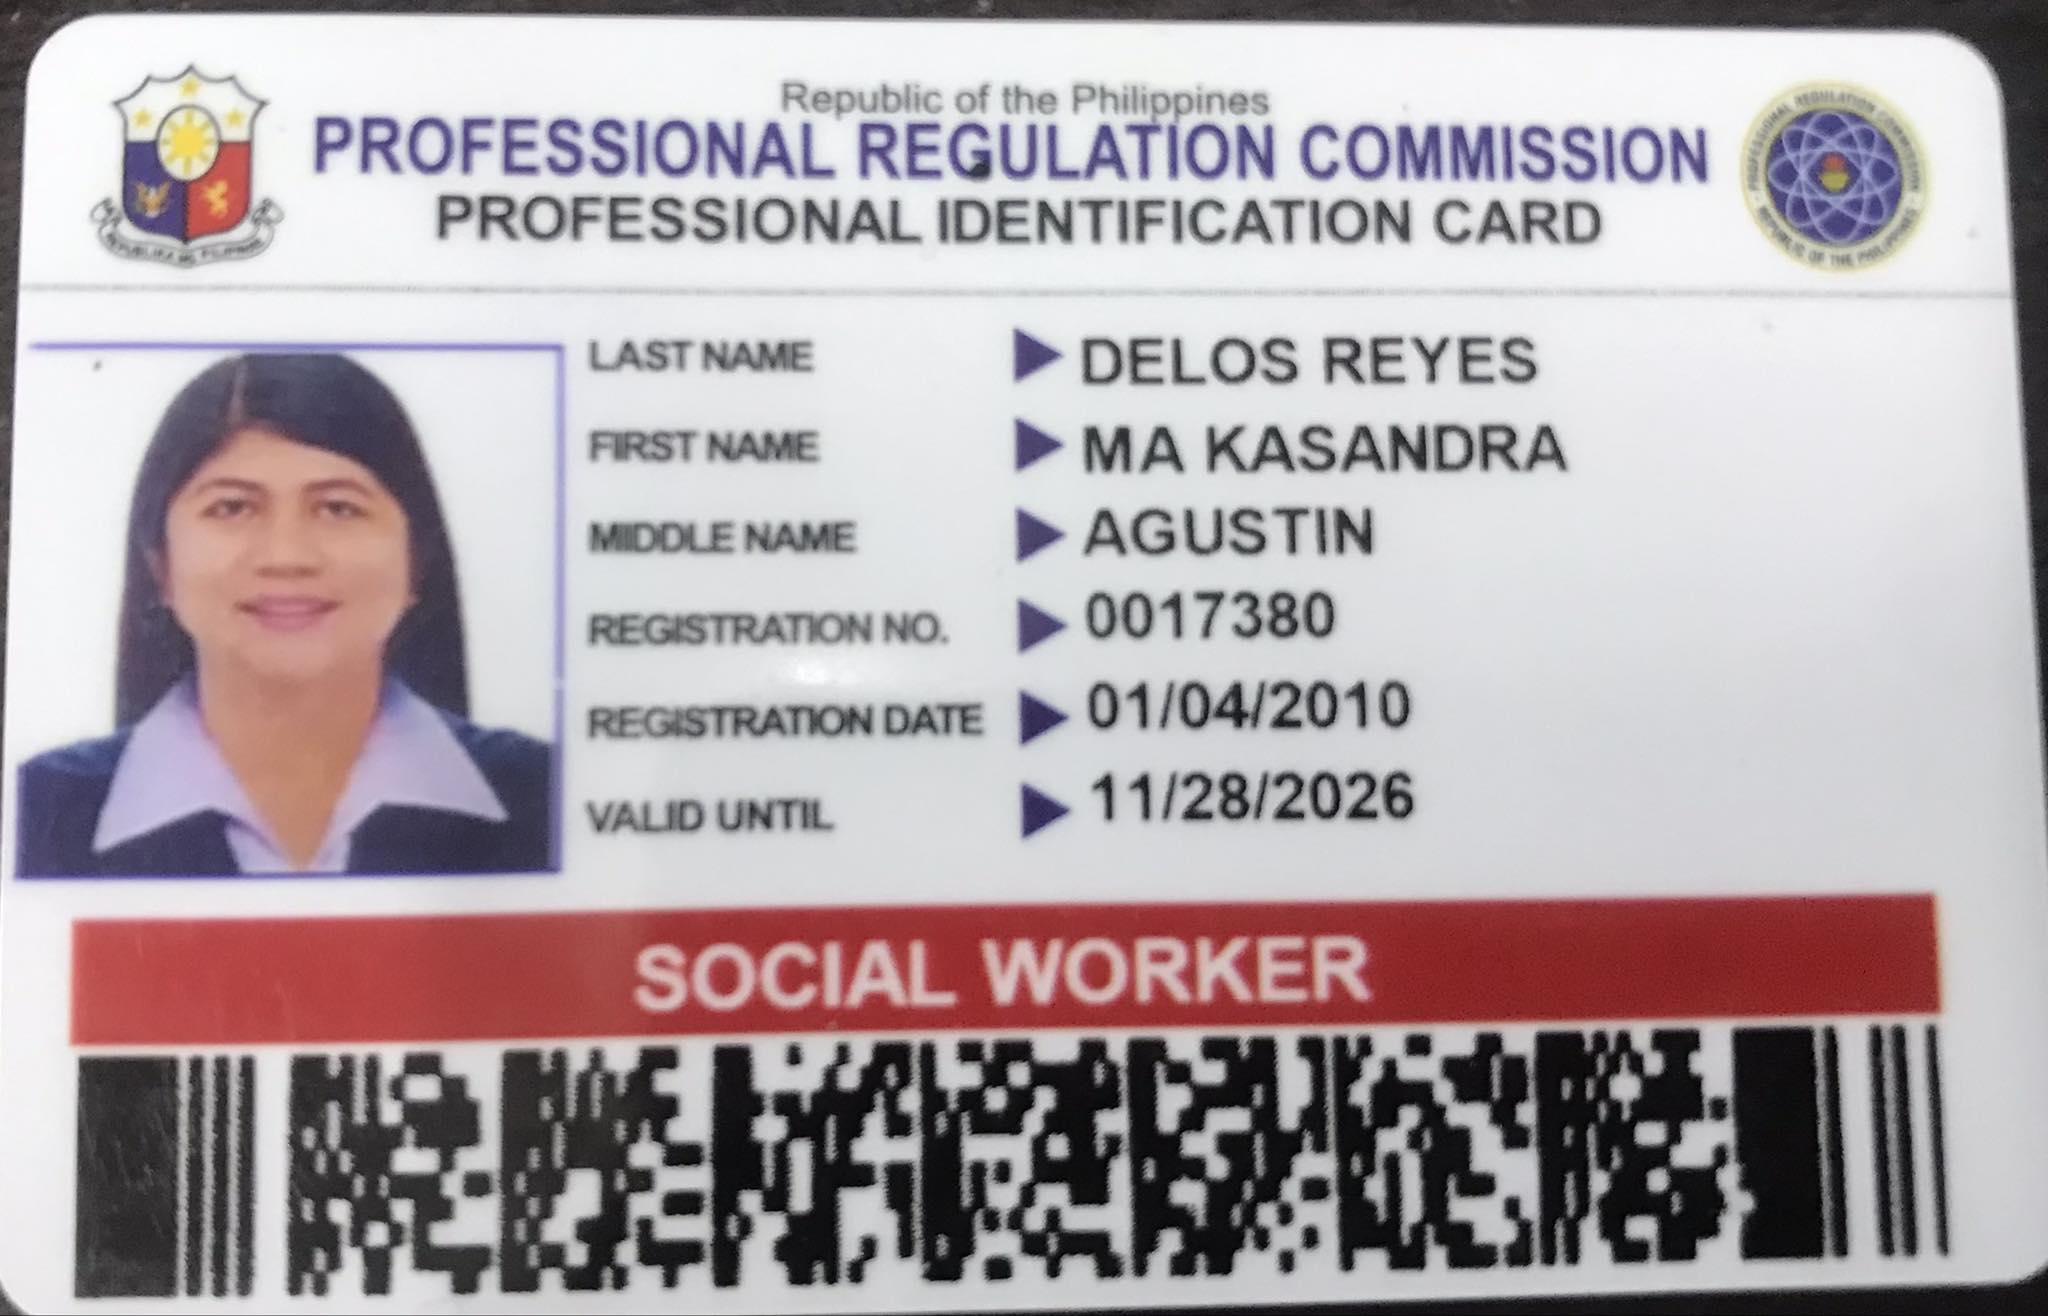 Republic of the Philippines
PROFESSIONAL REGULATION COMMISSION
PROFESSIONAL IDENTIFICATION CARD
REPUBLIKA NG PILIPINAS
PROFESSIONAL REGULATION COMMISSION
REPUBLIC OF THE PHILIPPINES
LAST NAME DELOS REYES
FIRST NAME MA KASANDRA
MIDDLE NAME AGUSTIN
REGISTRATION NO. 0017380
REGISTRATION DATE 01/04/2010
VALID UNTIL 11/28/2026
SOCIAL WORKER